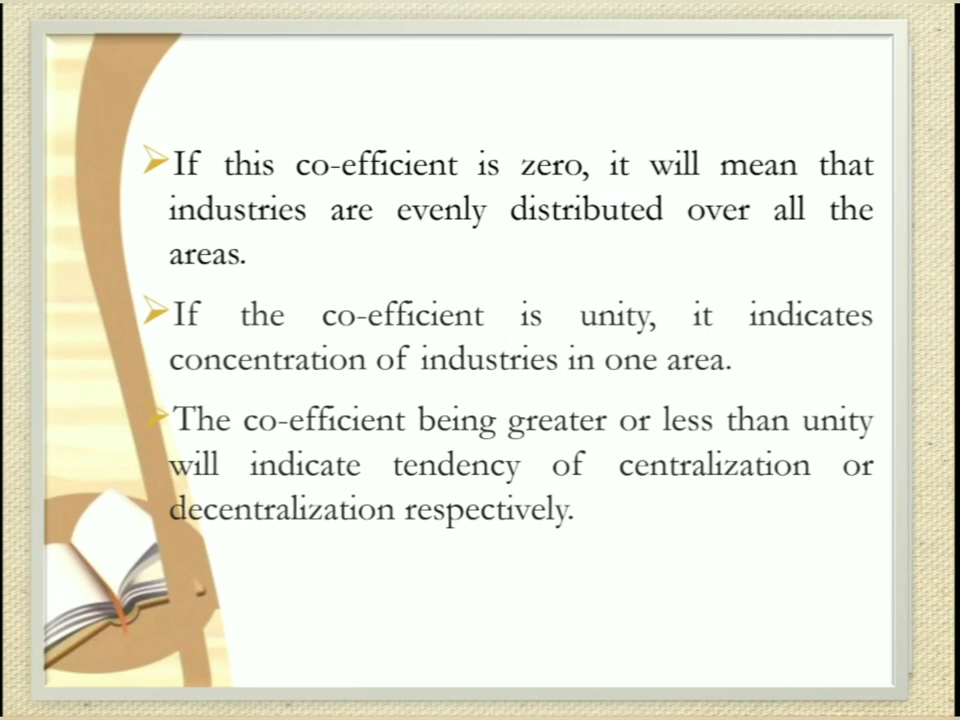 If this co-efficient is zero, it will mean that
industries are evenly distributed over all the
areas.
If the co-efficient is unity, it indicates
concentration of industries in one area.
The co-efficient being greater or less than unity
will indicate tendency of centralization or
decentralization respectively.